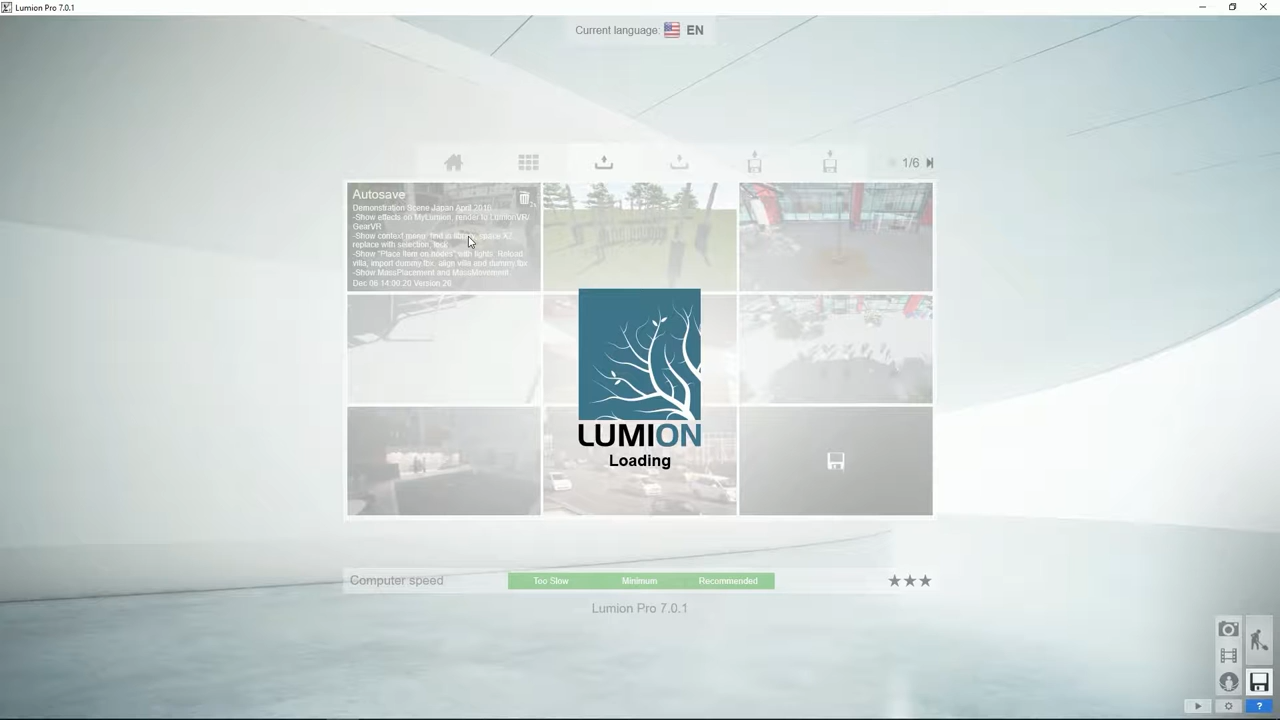 Lumion Pro 7.0.1
Current language: EN
1/6
Autosave
Demonstration Scene Japan April 2016
-Show effects on MyLumion, render to LumionVR/
GearVR
-Show context menu, find in library, space XZ,
replace with selection, lock
-Show "Place Item on nodes" with lights. Reload
villa, import dummy fbx, align villa and dummy fbx
-Show MassPlacement and MassMovement.
Dec 06 14:00:20 Version 26
LUMION
Loading
Computer speed
Too Slow
Minimum
Recommended
Lumion Pro 7.0.1
?